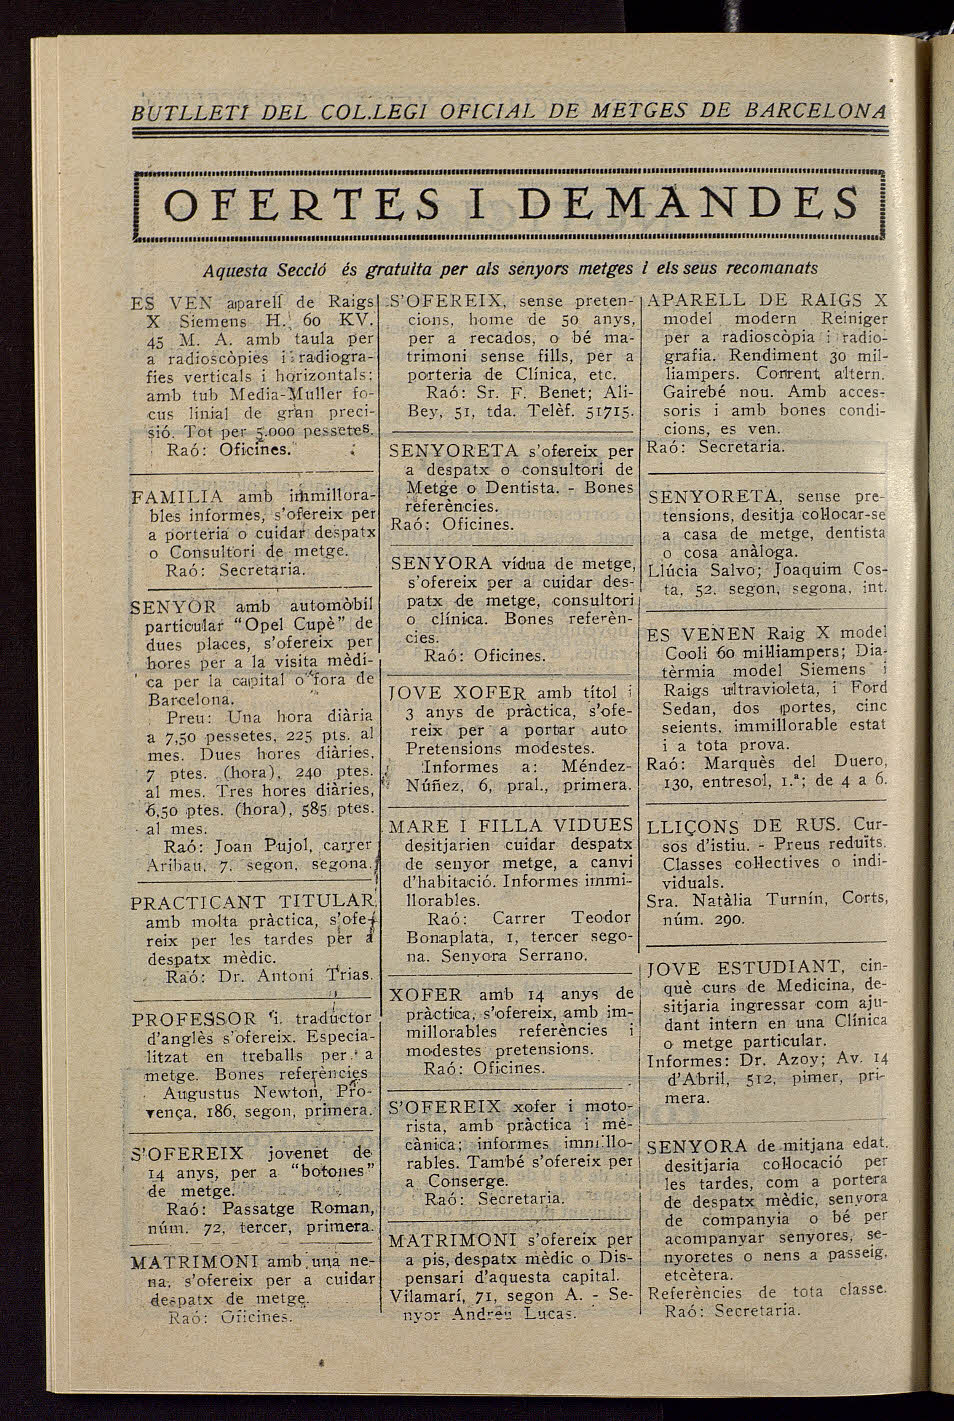 BUTLLETÍ DEL COL.LEGI OFICIAL DE METGES DE BARCELONA
OFERTES I DEMANDES
Aquesta Secció és gratuita per als senyors metges i els seus recomanats
ES VEN aparell de Raigs
X Siemens H., 60 KV.
45 M. A. amb taula per
a radioscòpies i radiogra-
fies verticals i horizontals;
amb tub Media-Muller fo-
cus linial de gran preci-
sió. Tot per 5.000 pessetes.
Raó: Oficines.
FAMILIA amb immillora-
bles informes, s'ofereix per
a porteria o cuidar despatx
o Consultori de metge.
Raó: Secretaria.
SENYOR amb automòbil
particular "Opel Cupè" de
dues places, s'ofereix per
hores per a la visita mèdi-
ca per la capital o fora de
Barcelona.
Preu: Una hora diària
a 7,50 pessetes, 225 pts. al
mes. Dues hores diàries,
7 ptes. (hora), 240 ptes.
al mes. Tres hores diàries,
6,50 ptes. (hora), 585 ptes.
al mes.
Raó: Joan Pujol, carrer
Aribau, 7, segon, segona.
PRACTICANT TITULAR,
amb molta pràctica, s'ofe-
reix per les tardes per a
despatx mèdic.
Raó: Dr. Antoni Trias.
PROFESSOR i traductor
d'anglès s'ofereix. Especia-
litzat en treballs per a
metge. Bones referències
Augustus Newton, Pro-
vença, 186, segon, primera.
S'OFEREIX jovenet de
14 anys, per a "botones"
de metge.
Raó: Passatge Roman,
núm. 72, tercer, primera.
MATRIMONI amb una ne-
na, s'ofereix per a cuidar
despatx de metge.
Raó: Oficines.
S'OFEREIX, sense preten-
cions, home de 50 anys,
per a recados, o bé ma-
trimoni sense fills, per a
porteria de Clínica, etc.
Raó: Sr. F. Benet; Ali-
Bey, 51, tda. Telèf. 51715.
SENYORETA s'ofereix per
a despatx o consultori de
Metge o Dentista. - Bones
referències.
Raó: Oficines.
SENYORA vídua de metge,
s'ofereix per a cuidar des-
patx de metge, consultori
o clínica. Bones referèn-
cies.
Raó: Oficines.
JOVE XOFER amb títol i
3 anys de pràctica, s'ofe-
reix per a portar auto
Pretensions modestes.
Informes a: Méndez-
Núñez, 6, pral., primera.
MARE I FILLA VIDUES
desitjarien cuidar despatx
de senyor metge, a canvi
d'habitació. Informes immi-
llorables.
Raó: Carrer Teodor
Bonaplata, 1, tercer sego-
na. Senyora Serrano.
XOFER amb 14 anys de
pràctica, s'ofereix, amb im-
millorables referències i
modestes pretensions.
Raó: Oficines.
S'OFEREIX xofer i moto-
rista, amb pràctica i me-
cànica; informes immillo-
rables. També s'ofereix per
a Conserge.
Raó: Secretaria.
MATRIMONI s'ofereix per
a pis, despatx mèdic o Dis-
pensari d'aquesta capital.
Vilamarí, 71, segon A. - Se-
nyor Andreu Lucas.
APARELL DE RAIGS X
model modern Reiniger
per a radioscòpia i radio-
grafia. Rendiment 30 mil-
liampers. Corrent altern.
Gairebé nou. Amb acces-
soris i amb bones condi-
cions, es ven.
Raó: Secretaria.
SENYORETA, sense pre-
tensions, desitja coŀlocar-se
a casa de metge, dentista
o cosa anàloga.
Llúcia Salvo; Joaquim Cos-
ta, 52, segon, segona, int.
ES VENEN Raig X model
Cooli 60 miŀliampers; Dia-
tèrmia model Siemens i
Raigs ultravioleta, i Ford
Sedan, dos portes, cinc
seients, immillorable estat
i a tota prova.
Raó: Marquès del Duero,
130, entresol, 1.ª; de 4 a 6.
LLIÇONS DE RUS. Cur-
sos d'istiu. - Preus reduïts.
Classes coŀlectives o indi-
viduals.
Sra. Natàlia Turnín, Corts,
núm. 290.
JOVE ESTUDIANT, cin-
què curs de Medicina, de-
sitjaria ingressar com aju-
dant intern en una Clínica
o metge particular.
Informes: Dr. Azoy; Av. 14
d'Abril, 512, pimer, pri-
mera.
SENYORA de mitjana edat,
desitjaria coŀlocació per
les tardes, com a portera
de despatx mèdic, senyora
de companyia o bé per
acompanyar senyores, se-
nyoretes o nens a passeig,
etcètera.
Referències de tota classe.
Raó: Secretaria.